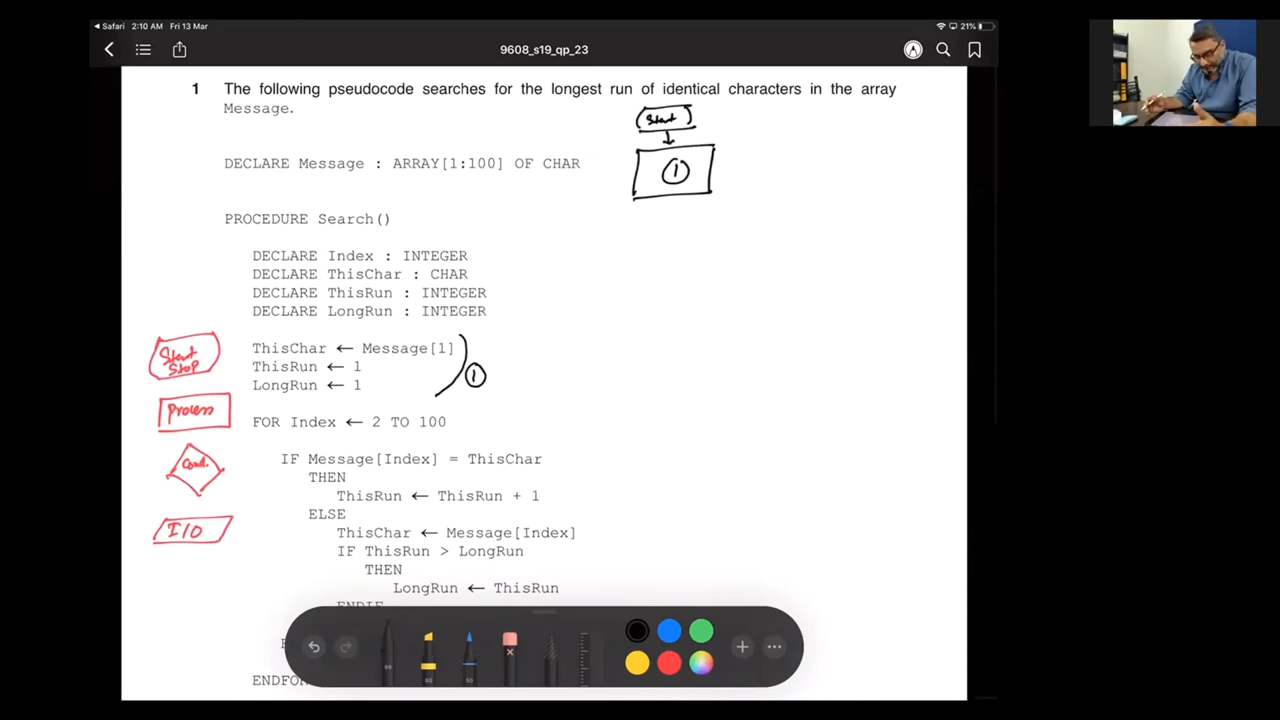 Safari 2:10 AM Fri 13 Mar 21%
9608_s19_qp_23
1 The following pseudocode searches for the longest run of identical characters in the array
Message.
Start
1
DECLARE Message : ARRAY[1:100] OF CHAR
PROCEDURE Search()
DECLARE Index : INTEGER
DECLARE ThisChar : CHAR
DECLARE ThisRun : INTEGER
DECLARE LongRun : INTEGER
ThisChar ← Message[1]
ThisRun ← 1
LongRun ← 1
1
Start
Stop
Process
Cond.
I/O
FOR Index ← 2 TO 100
IF Message[Index] = ThisChar
THEN
ThisRun ← ThisRun + 1
ELSE
ThisChar ← Message[Index]
IF ThisRun > LongRun
THEN
LongRun ← ThisRun
ENDIF
ENDFOR